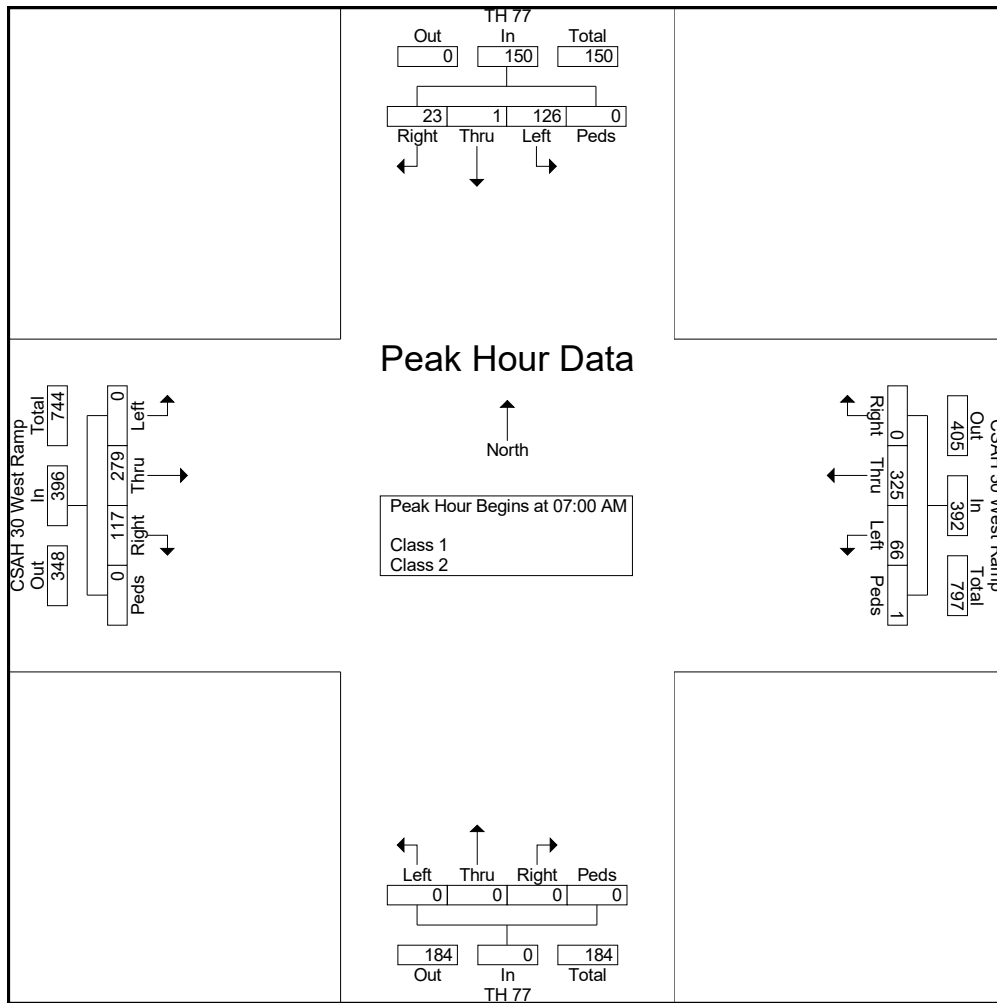 TH 77
Out In Total
0 150 150
23 1 126 0
Right Thru Left Peds
Peak Hour Data
North
Peak Hour Begins at 07:00 AM
Class 1
Class 2
CSAH 30 West Ramp
Total In Out
744 396 348
0 279 117 0
Left Thru Right Peds
Right Thru Left Peds
0 325 66 1
405 392 797
Out In Total
CSAH 30 West Ramp
Left Thru Right Peds
0 0 0 0
184 0 184
Out In Total
TH 77